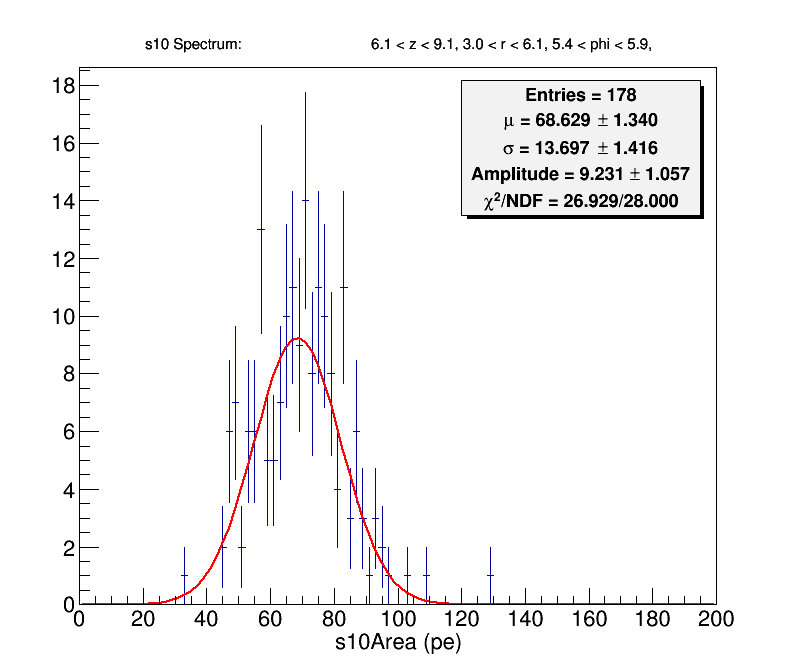 s10 Spectrum: 6.1 < z < 9.1, 3.0 < r < 6.1, 5.4 < phi < 5.9,
Entries = 178
μ = 68.629 ± 1.340
σ = 13.697 ± 1.416
Amplitude = 9.231 ± 1.057
χ²/NDF = 26.929/28.000
18
16
14
12
10
8
6
4
2
0
0 20 40 60 80 100 120 140 160 180 200
s10Area (pe)